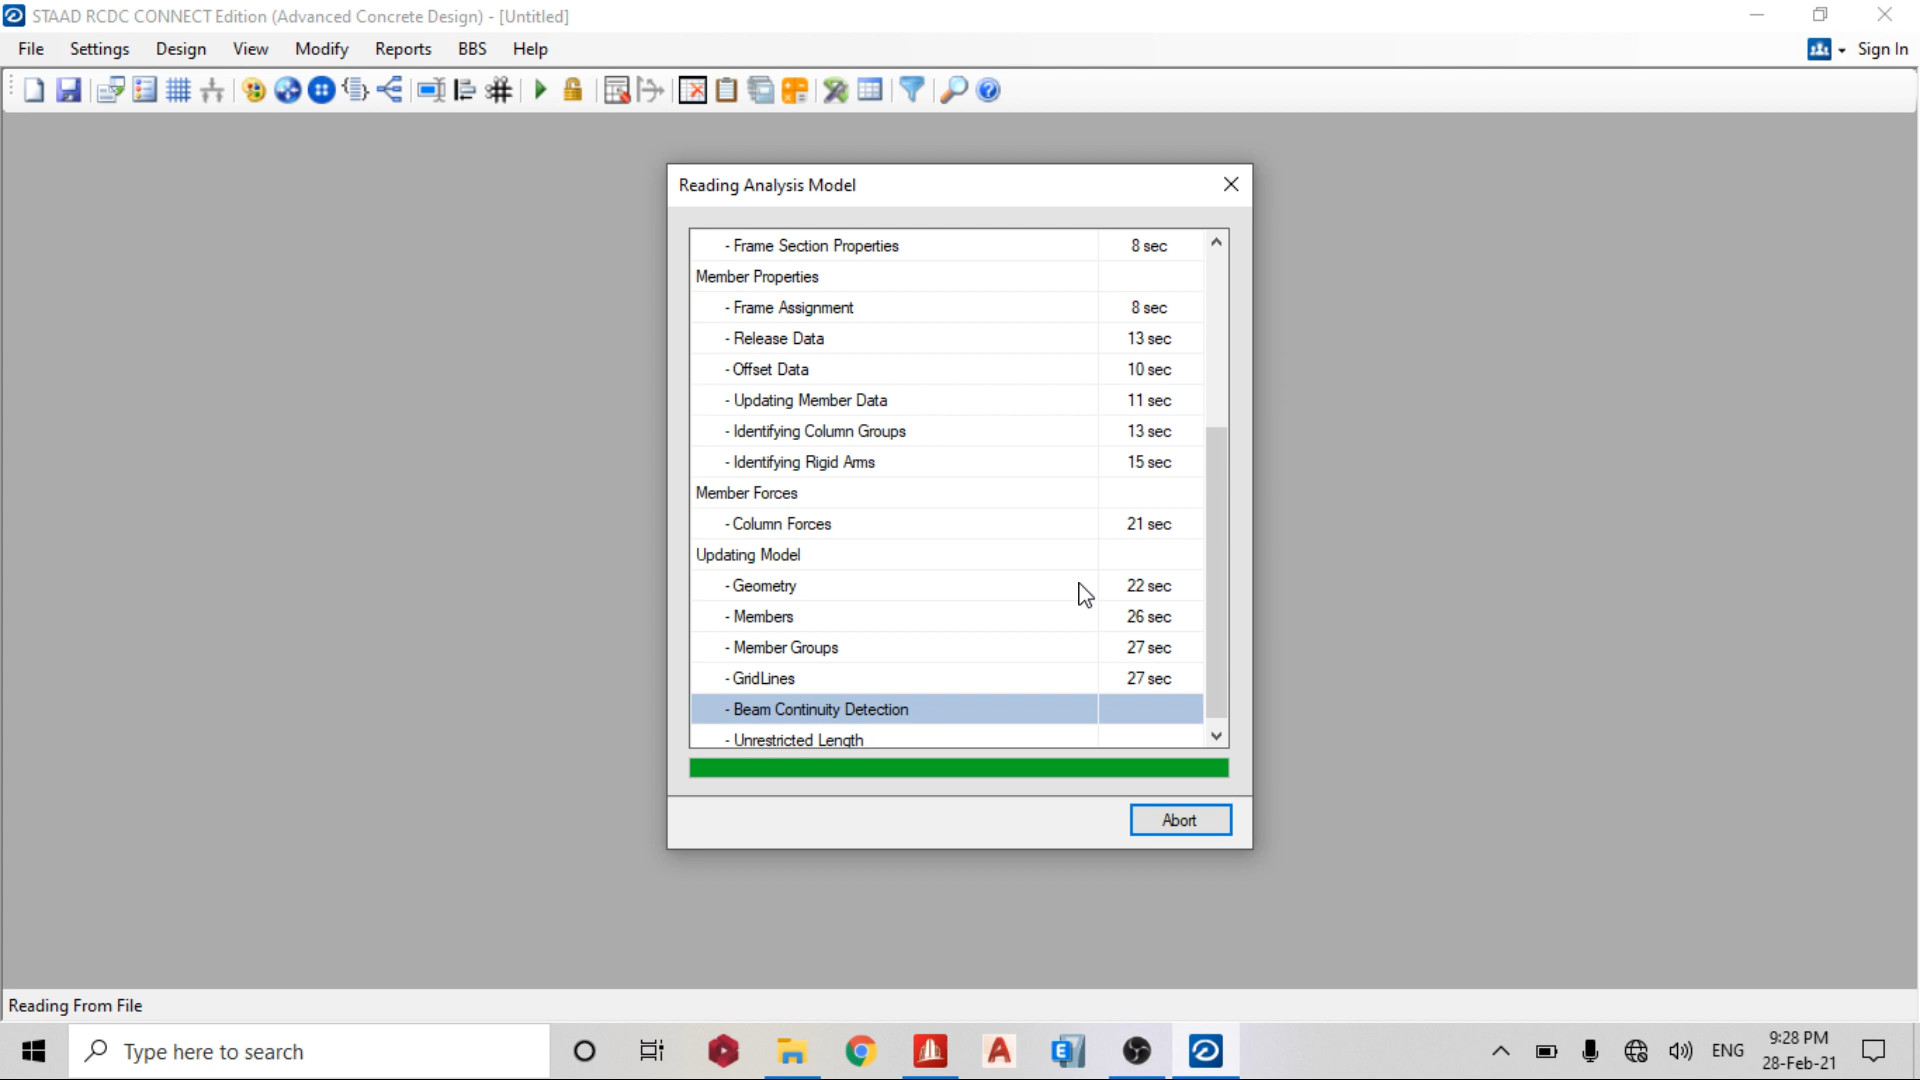 STAAD RCDC CONNECT Edition (Advanced Concrete Design) - [Untitled]
File Settings Design View Modify Reports BBS Help Sign In
Reading Analysis Model
- Frame Section Properties 8 sec
Member Properties
- Frame Assignment 8 sec
- Release Data 13 sec
- Offset Data 10 sec
- Updating Member Data 11 sec
- Identifying Column Groups 13 sec
- Identifying Rigid Arms 15 sec
Member Forces
- Column Forces 21 sec
Updating Model
- Geometry 22 sec
- Members 26 sec
- Member Groups 27 sec
- GridLines 27 sec
- Beam Continuity Detection
- Unrestricted Length
Abort
Reading From File
Type here to search
ENG
9:28 PM
28-Feb-21